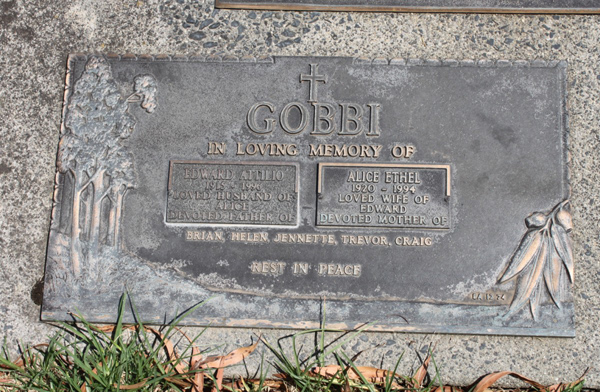 GOBBI
IN LOVING MEMORY OF
EDWARD ATTILIO
LOVED HUSBAND OF
ALICE
DEVOTED FATHER OF
ALICE ETHEL
1920 - 1994
LOVED WIFE OF
EDWARD
DEVOTED MOTHER OF
BRIAN, HELEN, JENNETTE, TREVOR, CRAIG
REST IN PEACE